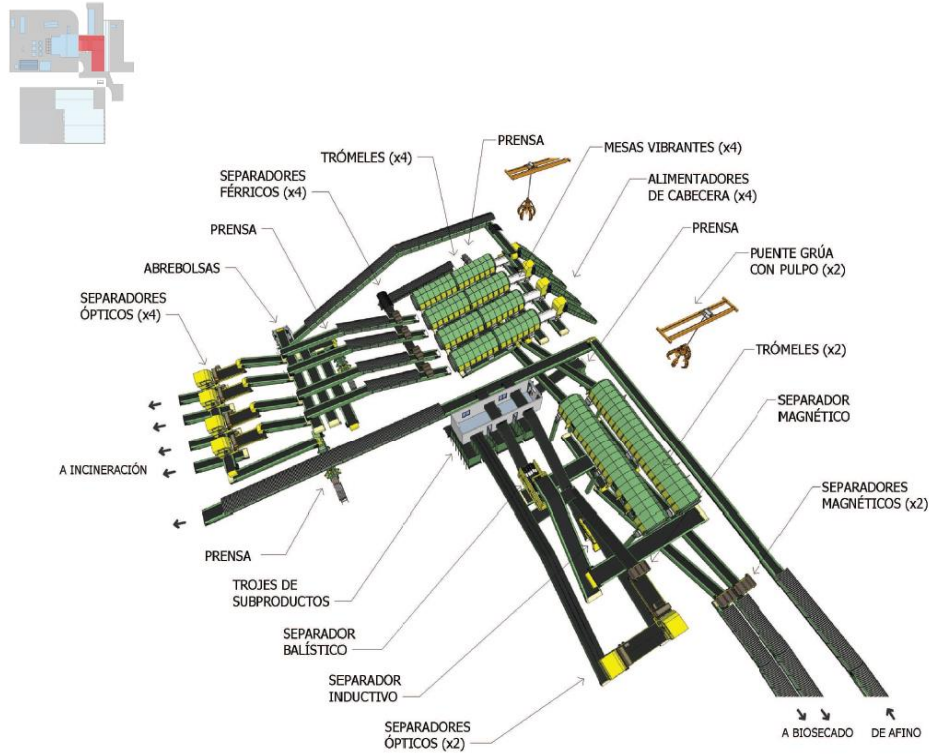 PRENSA
TRÓMELES (x4)
MESAS VIBRANTES (x4)
SEPARADORES
FÉRRICOS (x4)
ALIMENTADORES
DE CABECERA (x4)
PRENSA
PRENSA
ABREBOLSAS
PUENTE GRÚA
CON PULPO (x2)
SEPARADORES
ÓPTICOS (x4)
TRÓMELES (x2)
SEPARADOR
MAGNÉTICO
A INCINERACIÓN
SEPARADORES
MAGNÉTICOS (x2)
PRENSA
TROJES DE
SUBPRODUCTOS
SEPARADOR
BALÍSTICO
SEPARADOR
INDUCTIVO
SEPARADORES
ÓPTICOS (x2)
A BIOSECADO
DE AFINO